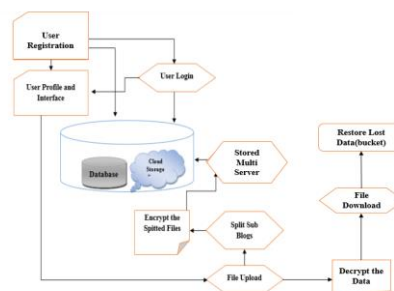 User
Registration
User Login
User Profile and
Interface
Cloud
Storage
Database
Stored
Multi
Server
Restore Lost
Data(bucket)
Encrypt the
Spitted Files
Split Sub
Blogs
File
Download
File Upload
Decrypt the
Data